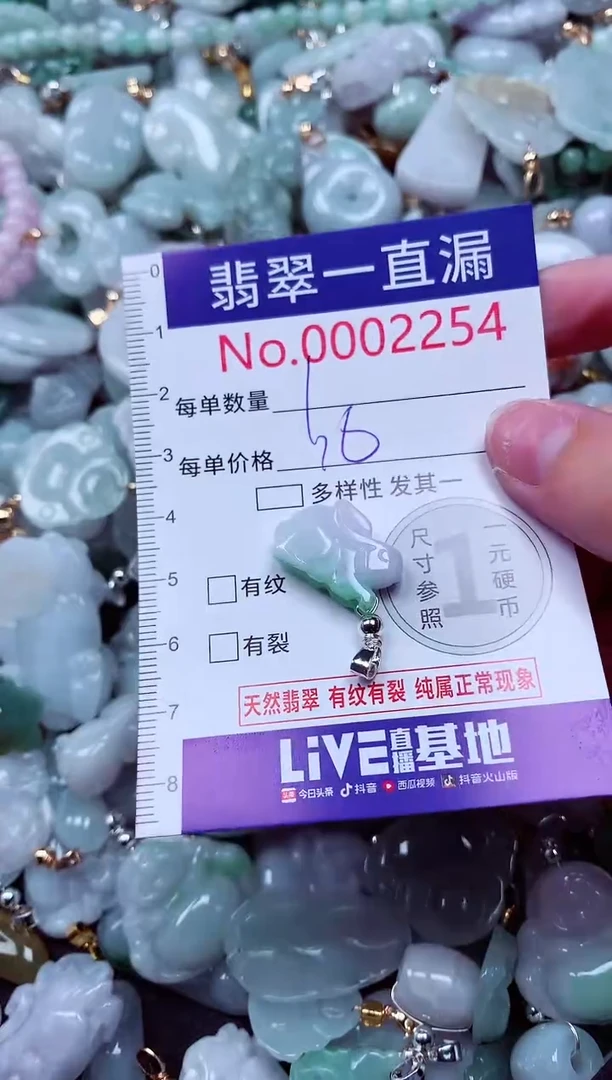 0
翡翠一直漏
No.0002254
1
2
每单数量
3
每单价格
多样性 发其一
4
尺寸参照
1
一元硬币
5
有纹
6
有裂
天然翡翠 有纹有裂 纯属正常现象
7
LiVE直播基地
8
今日头条 抖音 西瓜视频 抖音火山版